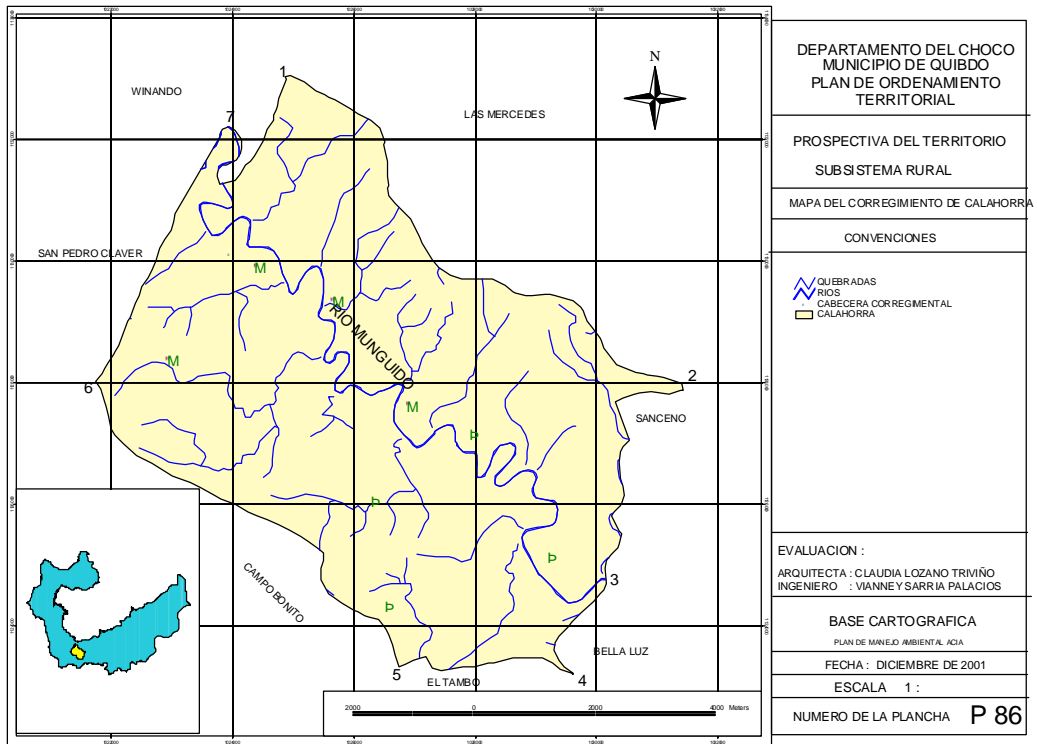 WINANDO
1
N
LAS MERCEDES
7
SAN PEDRO CLAVER
M
M
RIO MUNGUIDO
M
6
2
M
SANCENO
Þ
Þ
Þ
3
Þ
CAMPO BONITO
BELLA LUZ
5
EL TAMBO
4
2000 0 2000 4000 Meters
DEPARTAMENTO DEL CHOCO
MUNICIPIO DE QUIBDO
PLAN DE ORDENAMIENTO
TERRITORIAL
PROSPECTIVA DEL TERRITORIO
SUBSISTEMA RURAL
MAPA DEL CORREGIMIENTO DE CALAHORRA
CONVENCIONES
QUEBRADAS
RIOS
CABECERA CORREGIMENTAL
CALAHORRA
EVALUACION :
ARQUITECTA : CLAUDIA LOZANO TRIVIÑO
INGENIERO : VIANNEY SARRIA PALACIOS
BASE CARTOGRAFICA
PLAN DE MANEJO AMBIENTAL ACIA
FECHA : DICIEMBRE DE 2001
ESCALA 1 :
NUMERO DE LA PLANCHA P 86